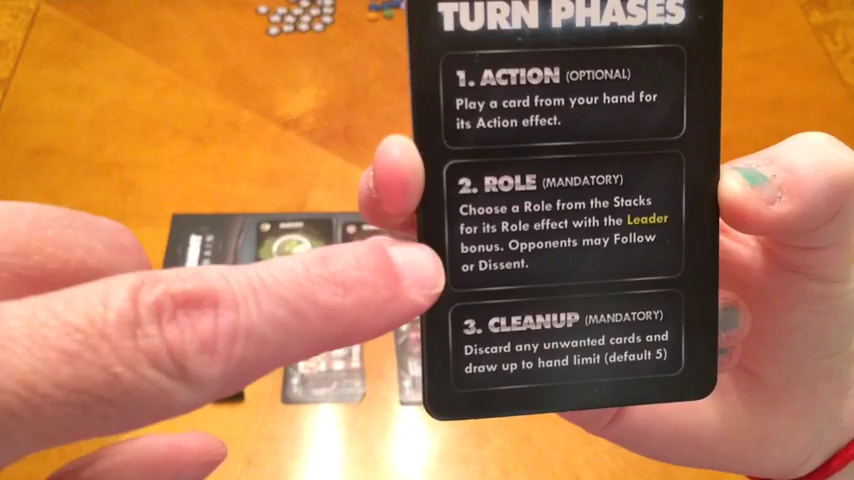 TURN PHASES
1. ACTION (OPTIONAL)
Play a card from your hand for
its Action effect.
2. ROLE (MANDATORY)
Choose a Role from the Stacks
for its Role effect with the Leader
bonus. Opponents may Follow
or Dissent.
3. CLEANUP (MANDATORY)
Discard any unwanted cards and
draw up to hand limit (default 5)